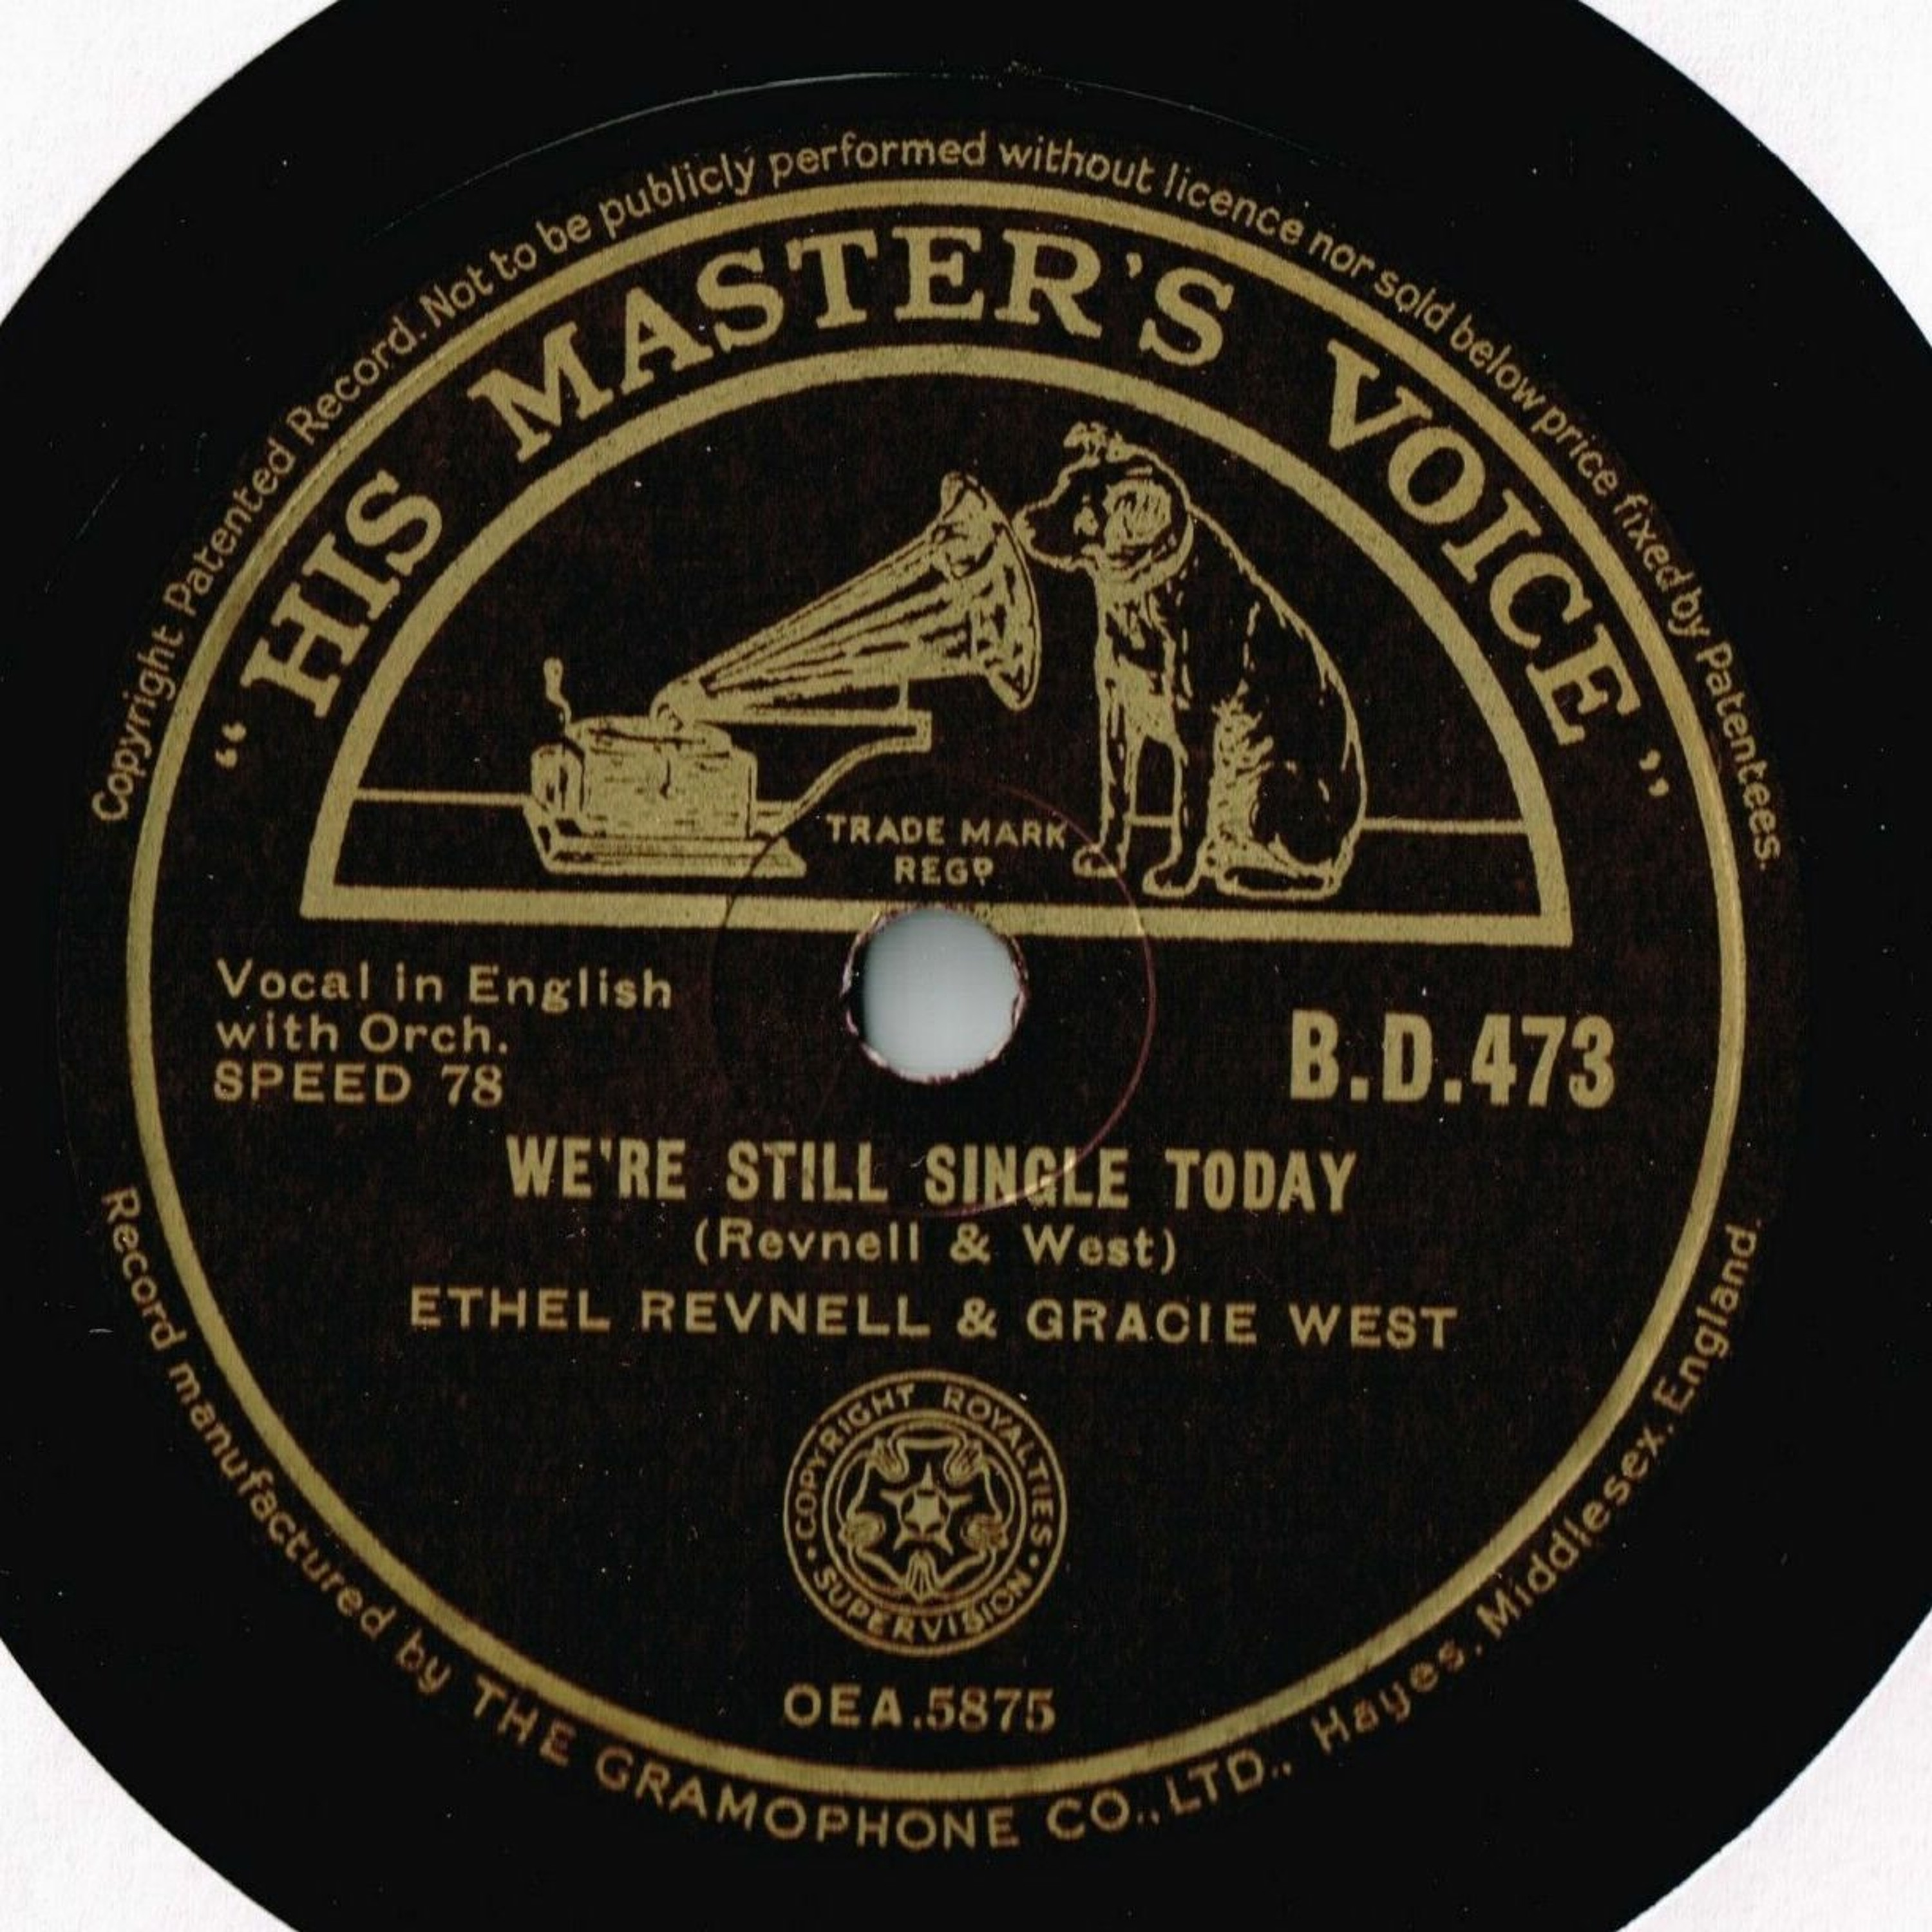 Copyright Patented Record. Not to be publicly performed without licence nor sold below price fixed by Patentees.
“HIS MASTER'S VOICE”
TRADE MARK
REGD
Vocal in English
with Orch.
SPEED 78
B.D.473
WE'RE STILL SINGLE TODAY
(Revnell & West)
ETHEL REVNELL & GRACIE WEST
COPYRIGHT ROYALTIES
SUPERVISION
OEA.5875
Record manufactured by THE GRAMOPHONE CO., LTD., Hayes, Middlesex, England.